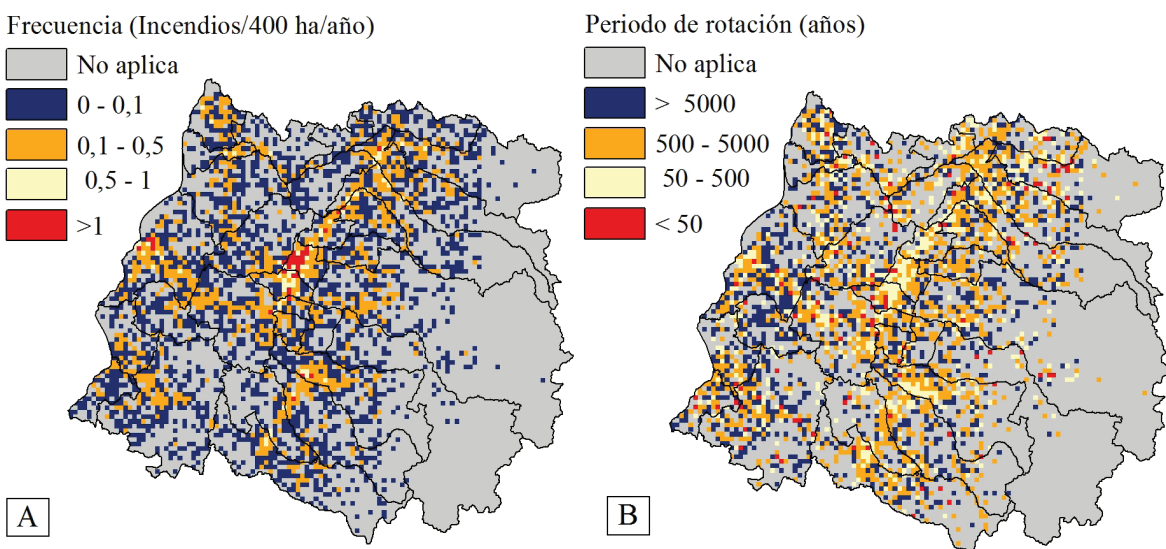 Frecuencia (Incendios/400 ha/año)
No aplica
0 - 0,1
0,1 - 0,5
0,5 - 1
>1
A
Periodo de rotación (años)
No aplica
> 5000
500 - 5000
50 - 500
< 50
B